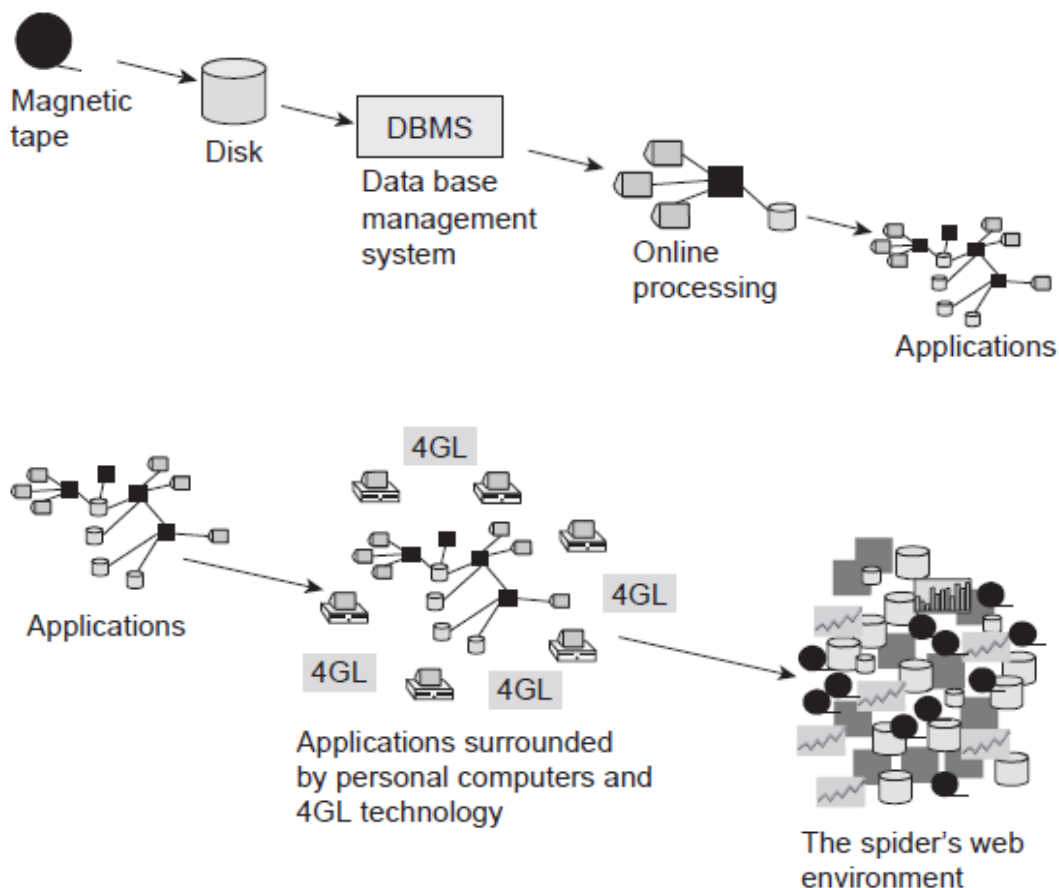 Magnetic
tape
Disk
DBMS
Data base
management
system
Online
processing
Applications
Applications
4GL
4GL
4GL
4GL
Applications surrounded
by personal computers and
4GL technology
The spider's web
environment